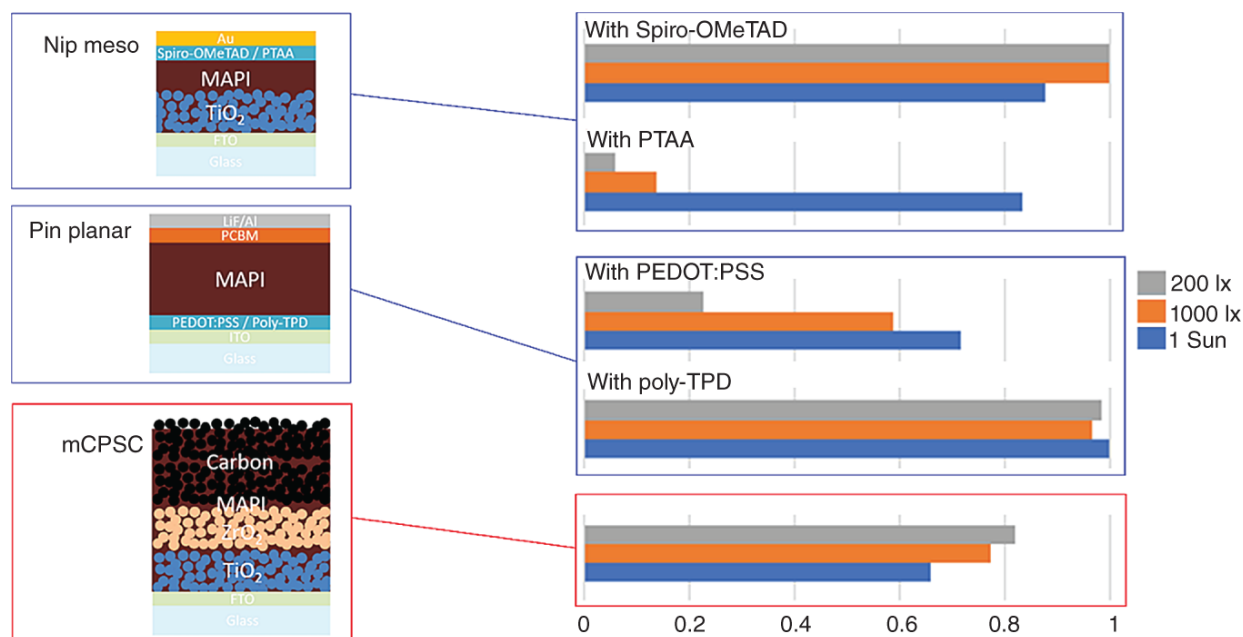 Nip meso
Au
Spiro-OMeTAD / PTAA
MAPI
TiO₂
FTO
Glass
With Spiro-OMeTAD
With PTAA
Pin planar
LiF/Al
PCBM
MAPI
PEDOT:PSS / Poly-TPD
ITO
Glass
With PEDOT:PSS
With poly-TPD
200 lx
1000 lx
1 Sun
mCPSC
Carbon
MAPI
ZrO₂
TiO₂
FTO
Glass
0 0.2 0.4 0.6 0.8 1